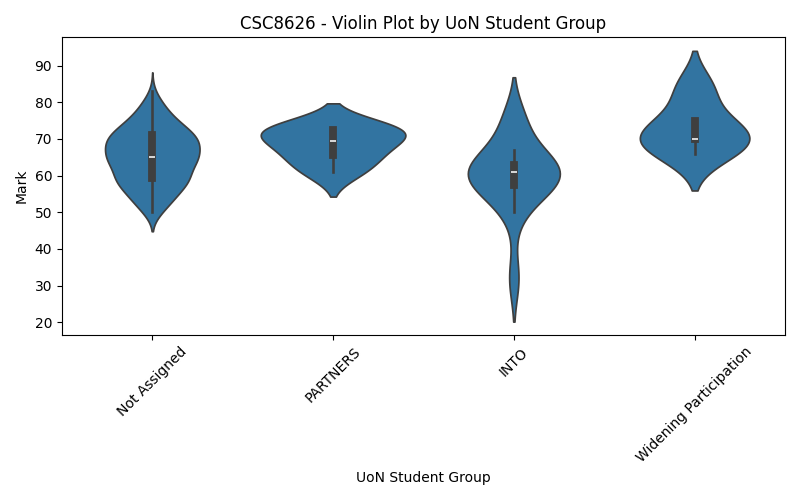 CSC8626 - Violin Plot by UoN Student Group
90
80
70
60
50
40
30
20
Mark
Not Assigned
PARTNERS
INTO
Widening Participation
UoN Student Group